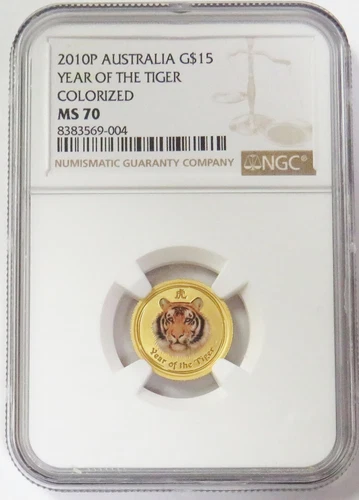 2010P AUSTRALIA G$15
YEAR OF THE TIGER
COLORIZED
MS 70
8383569-004
NUMISMATIC GUARANTY COMPANY
NGC®
虎
Year of the Tiger